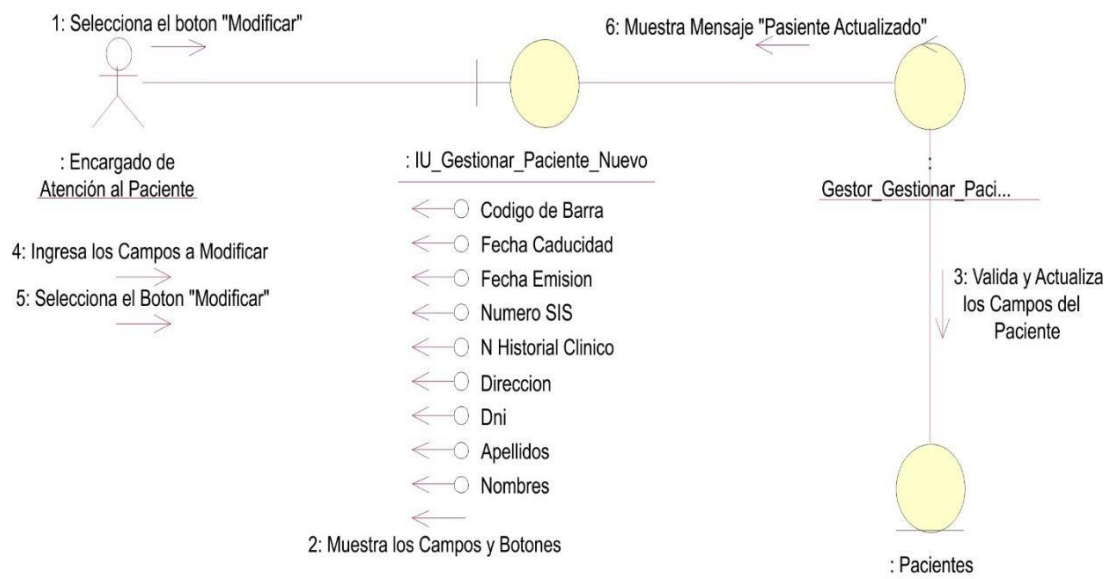 1: Selecciona el boton "Modificar"
6: Muestra Mensaje "Pasiente Actualizado"
: Encargado de
Atención al Paciente
: IU_Gestionar_Paciente_Nuevo
:
Gestor_Gestionar_Paci...
Codigo de Barra
Fecha Caducidad
Fecha Emision
Numero SIS
N Historial Clinico
Direccion
Dni
Apellidos
Nombres
4: Ingresa los Campos a Modificar
5: Selecciona el Boton "Modificar"
3: Valida y Actualiza
los Campos del
Paciente
2: Muestra los Campos y Botones
: Pacientes